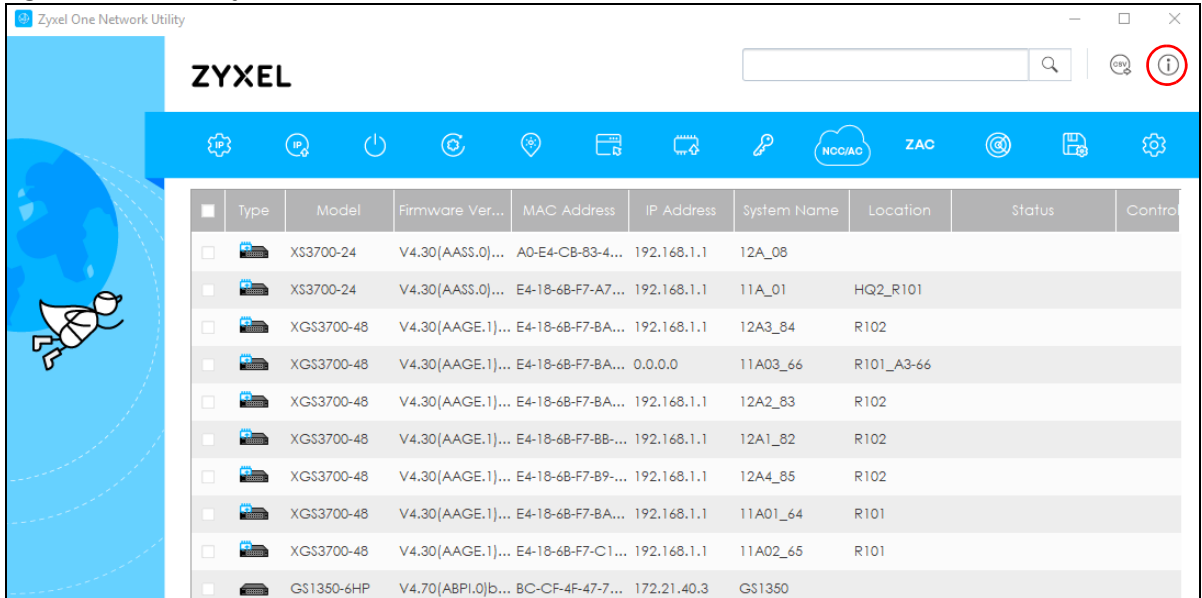 Zyxel One Network Utility
ZYXEL
CSV
IP IP NCC/AC ZAC
Type Model Firmware Ver... MAC Address IP Address System Name Location Status Control
XS3700-24 V4.30(AASS.0)... A0-E4-CB-83-4... 192.168.1.1 12A_08
XS3700-24 V4.30(AASS.0)... E4-18-6B-F7-A7... 192.168.1.1 11A_01 HQ2_R101
XGS3700-48 V4.30(AAGE.1)... E4-18-6B-F7-BA... 192.168.1.1 12A3_84 R102
XGS3700-48 V4.30(AAGE.1)... E4-18-6B-F7-BA... 0.0.0.0 11A03_66 R101_A3-66
XGS3700-48 V4.30(AAGE.1)... E4-18-6B-F7-BA... 192.168.1.1 12A2_83 R102
XGS3700-48 V4.30(AAGE.1)... E4-18-6B-F7-BB-... 192.168.1.1 12A1_82 R102
XGS3700-48 V4.30(AAGE.1)... E4-18-6B-F7-B9-... 192.168.1.1 12A4_85 R102
XGS3700-48 V4.30(AAGE.1)... E4-18-6B-F7-BA... 192.168.1.1 11A01_64 R101
XGS3700-48 V4.30(AAGE.1)... E4-18-6B-F7-C1... 192.168.1.1 11A02_65 R101
GS1350-6HP V4.70(ABPI.0)b... BC-CF-4F-47-7... 172.21.40.3 GS1350